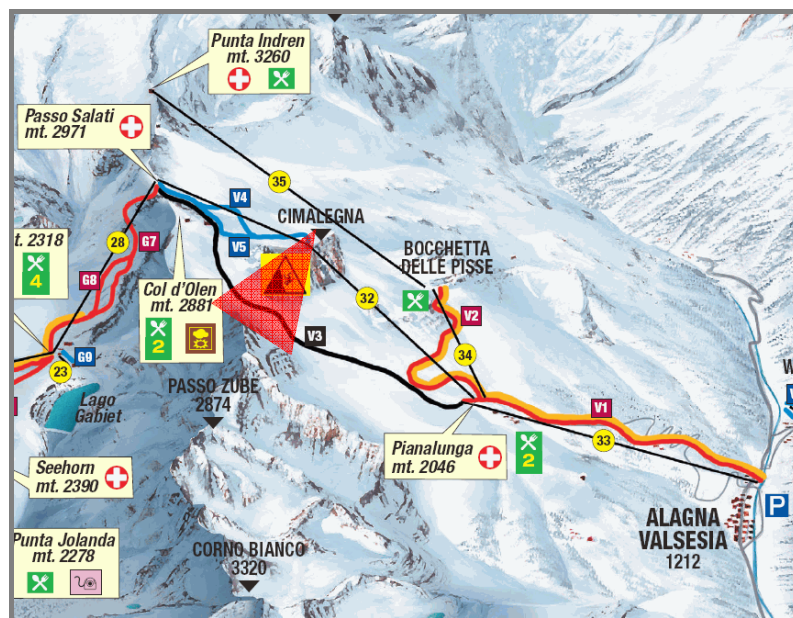 Punta Indren
mt. 3260
Passo Salati
mt. 2971
35
V4
CIMALEGNA
28
G7
V5
t. 2318
4
BOCCHETTA
DELLE PISSE
G8
Col d'Olen
mt. 2881
2
32
V2
V3
34
G9
23
PASSO ZUBE
2874
Lago
Gabiet
V1
33
Pianalunga
mt. 2046
2
Seehorn
mt. 2390
P
ALAGNA
VALSESIA
1212
Punta Jolanda
mt. 2278
CORNO BIANCO
3320